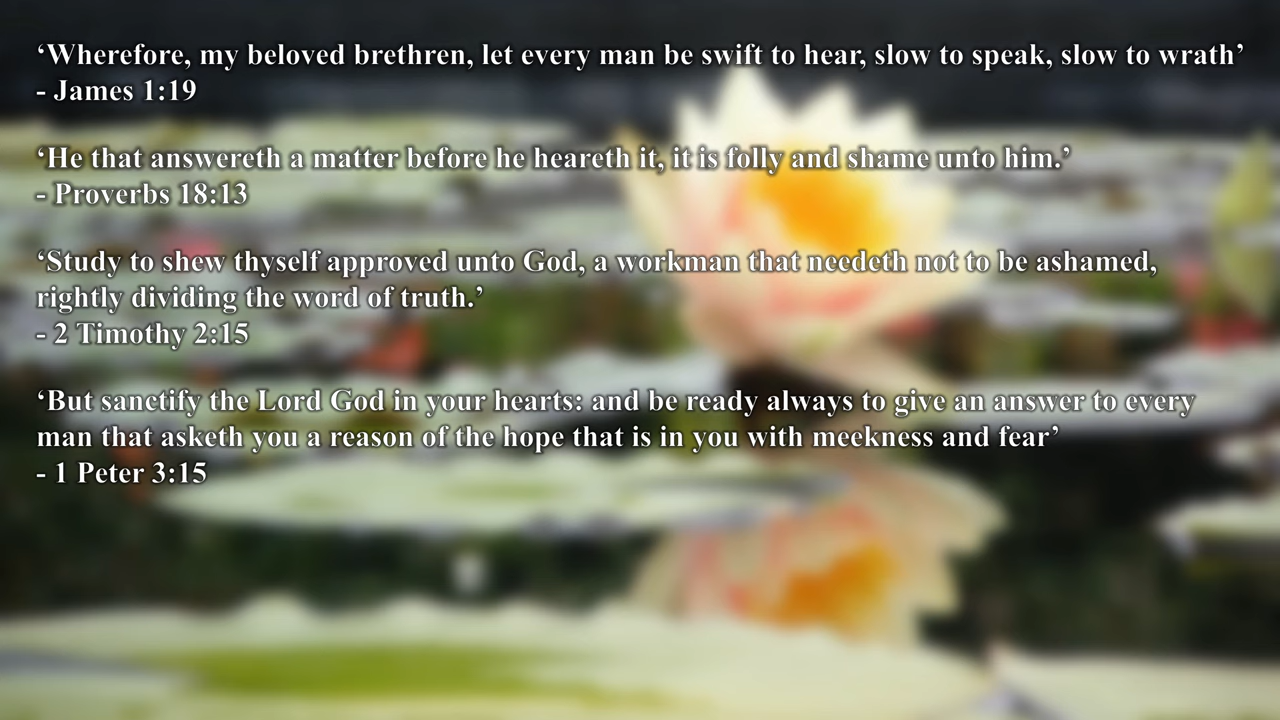 ‘Wherefore, my beloved brethren, let every man be swift to hear, slow to speak, slow to wrath’
- James 1:19
‘He that answereth a matter before he heareth it, it is folly and shame unto him.’
- Proverbs 18:13
‘Study to shew thyself approved unto God, a workman that needeth not to be ashamed,
rightly dividing the word of truth.’
- 2 Timothy 2:15
‘But sanctify the Lord God in your hearts: and be ready always to give an answer to every
man that asketh you a reason of the hope that is in you with meekness and fear’
- 1 Peter 3:15